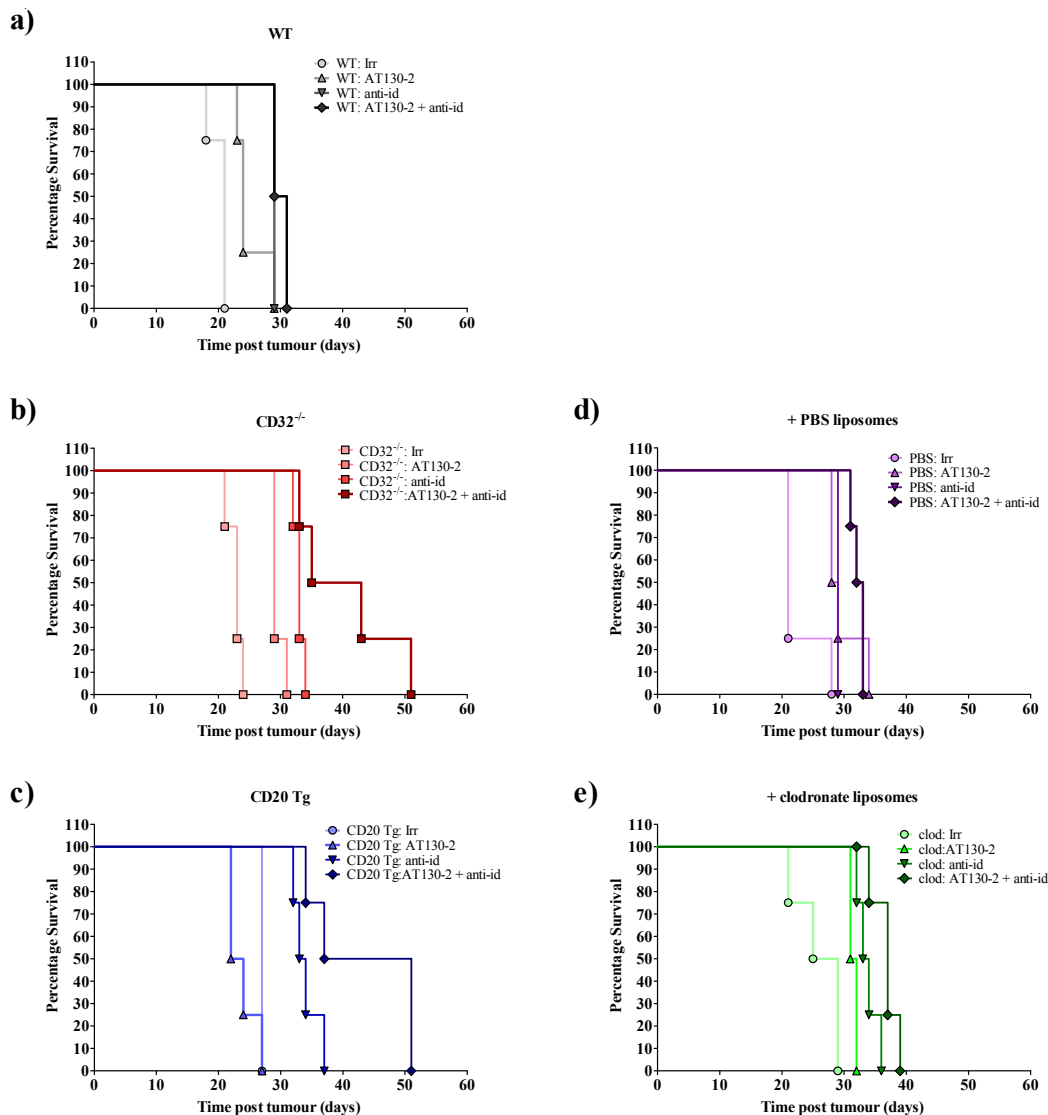 a)
WT
WT: Irr
WT: AT130-2
WT: anti-id
WT: AT130-2 + anti-id
Percentage Survival
110
100
90
80
70
60
50
40
30
20
10
0
0 10 20 30 40 50 60
Time post tumour (days)
b)
CD32-/-
CD32-/-: Irr
CD32-/-: AT130-2
CD32-/-: anti-id
CD32-/-:AT130-2 + anti-id
Percentage Survival
110
100
90
80
70
60
50
40
30
20
10
0
0 10 20 30 40 50 60
Time post tumour (days)
d)
+ PBS liposomes
PBS: Irr
PBS: AT130-2
PBS: anti-id
PBS: AT130-2 + anti-id
Percentage Survival
110
100
90
80
70
60
50
40
30
20
10
0
0 10 20 30 40 50 60
Time post tumour (days)
c)
CD20 Tg
CD20 Tg: Irr
CD20 Tg: AT130-2
CD20 Tg: anti-id
CD20 Tg:AT130-2 + anti-id
Percentage Survival
110
100
90
80
70
60
50
40
30
20
10
0
0 10 20 30 40 50 60
Time post tumour (days)
e)
+ clodronate liposomes
clod: Irr
clod:AT130-2
clod: anti-id
clod: AT130-2 + anti-id
Percentage Survival
110
100
90
80
70
60
50
40
30
20
10
0
0 10 20 30 40 50 60
Time post tumour (days)